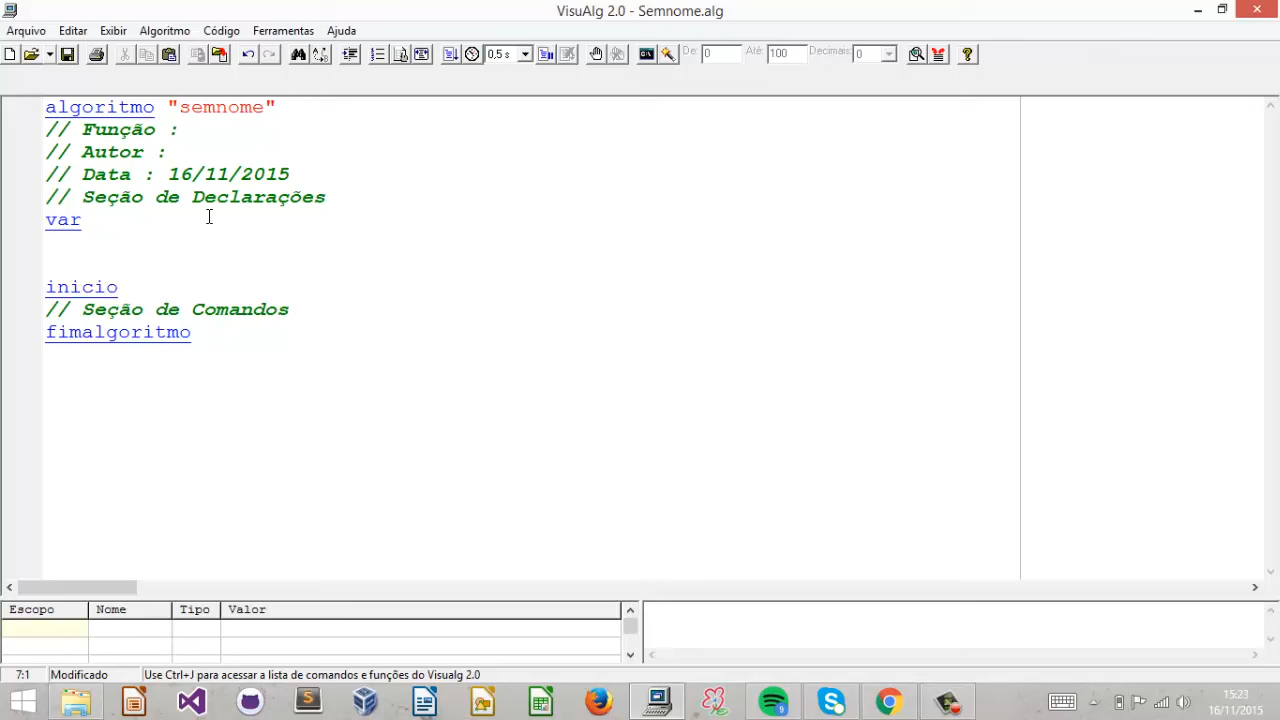 VisuAlg 2.0 - Semnome.alg
Arquivo Editar Exibir Algoritmo Código Ferramentas Ajuda
0,5 s De: 0 Até: 100 Decimais: 0
algoritmo "semnome"
// Função :
// Autor :
// Data : 16/11/2015
// Seção de Declarações
var
inicio
// Seção de Comandos
fimalgoritmo
Escopo Nome Tipo Valor
7:1 Modificado Use Ctrl+J para acessar a lista de comandos e funções do Visualg 2.0
15:23
16/11/2015